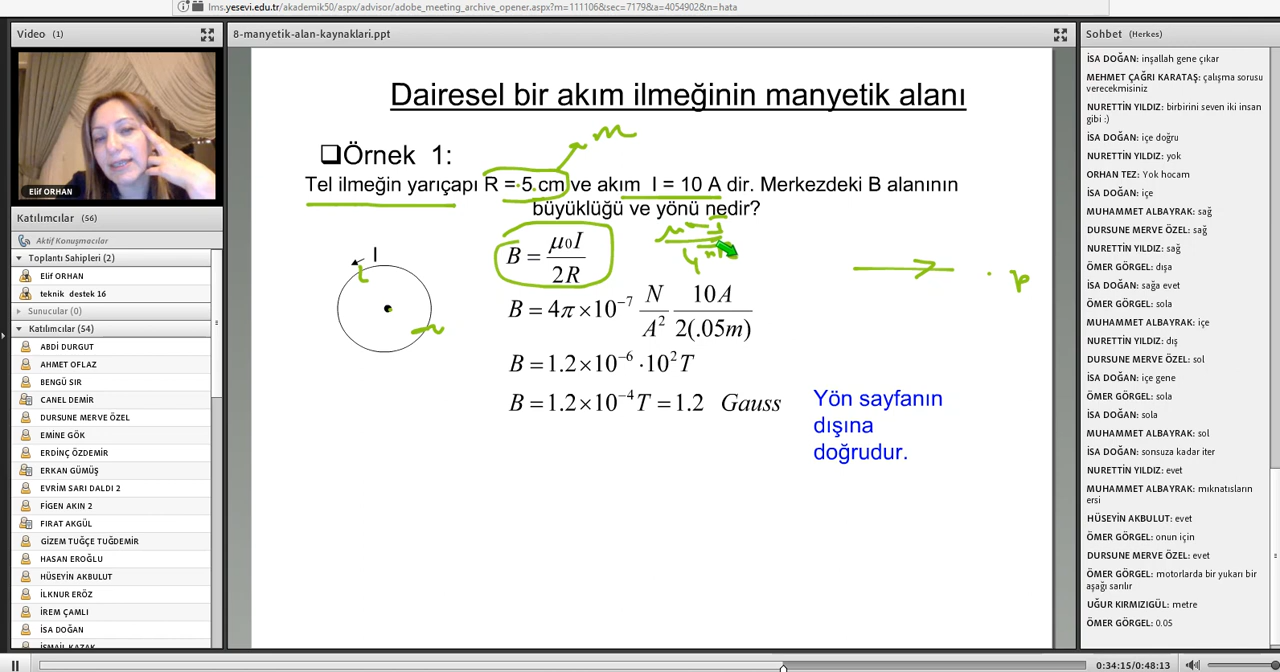 lms.yesevi.edu.tr/akademik50/aspx/advisor/adobe_meeting_archive_opener.aspx?m=111106&sec=7179&a=4054902&n=hata
Video (1)
Elif ORHAN
Katılımcılar (56)
Aktif Konuşmacılar
Toplantı Sahipleri (2)
Elif ORHAN
teknik destek 16
Sunucular (0)
Katılımcılar (54)
ABDİ DURGUT
AHMET OFLAZ
BENGÜ SIR
CANEL DEMİR
DURSUNE MERVE ÖZEL
EMİNE GÖK
ERDİNÇ ÖZDEMİR
ERKAN GÜMÜŞ
EVRİM SARI DALDI 2
FİGEN AKIN 2
FIRAT AKGÜL
GİZEM TUĞÇE TUĞDEMİR
HASAN EROĞLU
HÜSEYİN AKBULUT
İLKNUR ERÖZ
İREM ÇAMLI
İSA DOĞAN
İSMAİL KAZAK
8-manyetik-alan-kaynaklari.ppt
Dairesel bir akım ilmeğinin manyetik alanı
m
Örnek 1:
Tel ilmeğin yarıçapı R = 5 cm ve akım I = 10 A dir. Merkezdeki B alanının
büyüklüğü ve yönü nedir?
I
B = μ0I / 2R
B = 4π ×10⁻⁷ N/A² 10A/2(.05m)
B = 1.2×10⁻⁶ ·10² T
B = 1.2×10⁻⁴ T = 1.2 Gauss
Yön sayfanın
dışına
doğrudur.
Sohbet (Herkes)
İSA DOĞAN: inşallah gene çıkar
MEHMET ÇAĞRI KARATAŞ: çalışma sorusu
verecekmisiniz
NURETTİN YILDIZ: birbirini seven iki insan
gibi :)
İSA DOĞAN: içe doğru
NURETTİN YILDIZ: yok
ORHAN TEZ: Yok hocam
İSA DOĞAN: içe
MUHAMMET ALBAYRAK: sağ
DURSUNE MERVE ÖZEL: sağ
NURETTİN YILDIZ: sağ
ÖMER GÖRGEL: dışa
İSA DOĞAN: sağa evet
ÖMER GÖRGEL: sola
MUHAMMET ALBAYRAK: içe
NURETTİN YILDIZ: dış
DURSUNE MERVE ÖZEL: sol
İSA DOĞAN: içe gene
ÖMER GÖRGEL: sola
İSA DOĞAN: sola
MUHAMMET ALBAYRAK: sol
İSA DOĞAN: sonsuza kadar iter
NURETTİN YILDIZ: evet
MUHAMMET ALBAYRAK: mıknatısların
ersi
HÜSEYİN AKBULUT: evet
ÖMER GÖRGEL: onun için
DURSUNE MERVE ÖZEL: evet
ÖMER GÖRGEL: motorlarda bir yukarı bir
aşağı sarılır
UĞUR KIRMIZIGÜL: metre
ÖMER GÖRGEL: 0.05
0:34:15/0:48:13